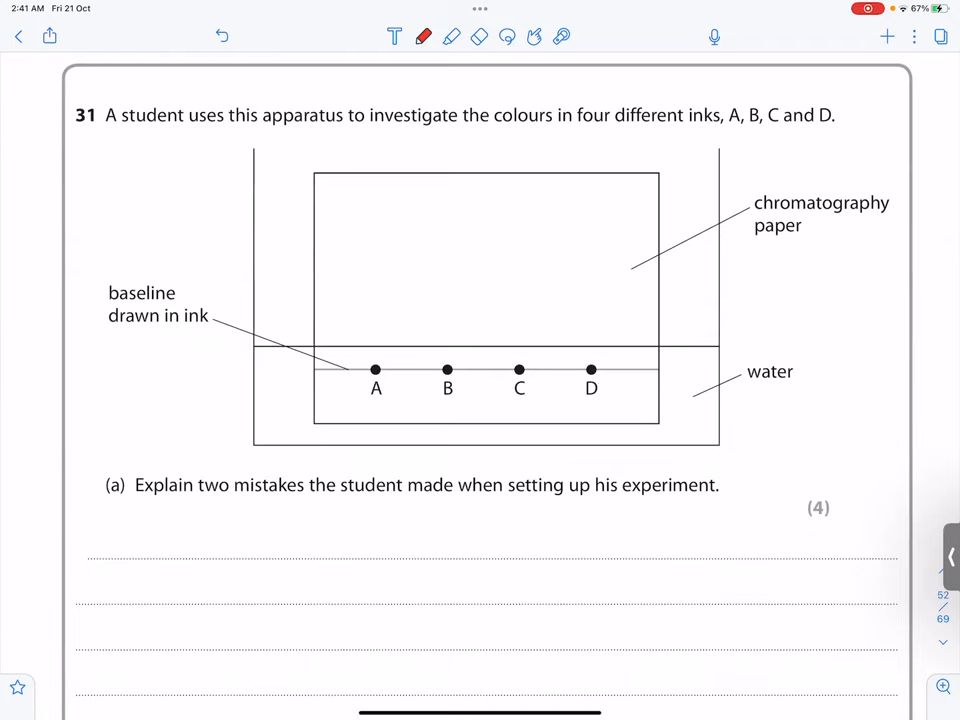 2:41 AM Fri 21 Oct
67%
31 A student uses this apparatus to investigate the colours in four different inks, A, B, C and D.
chromatography
paper
baseline
drawn in ink
water
A B C D
(a) Explain two mistakes the student made when setting up his experiment.
(4)
52
/
69